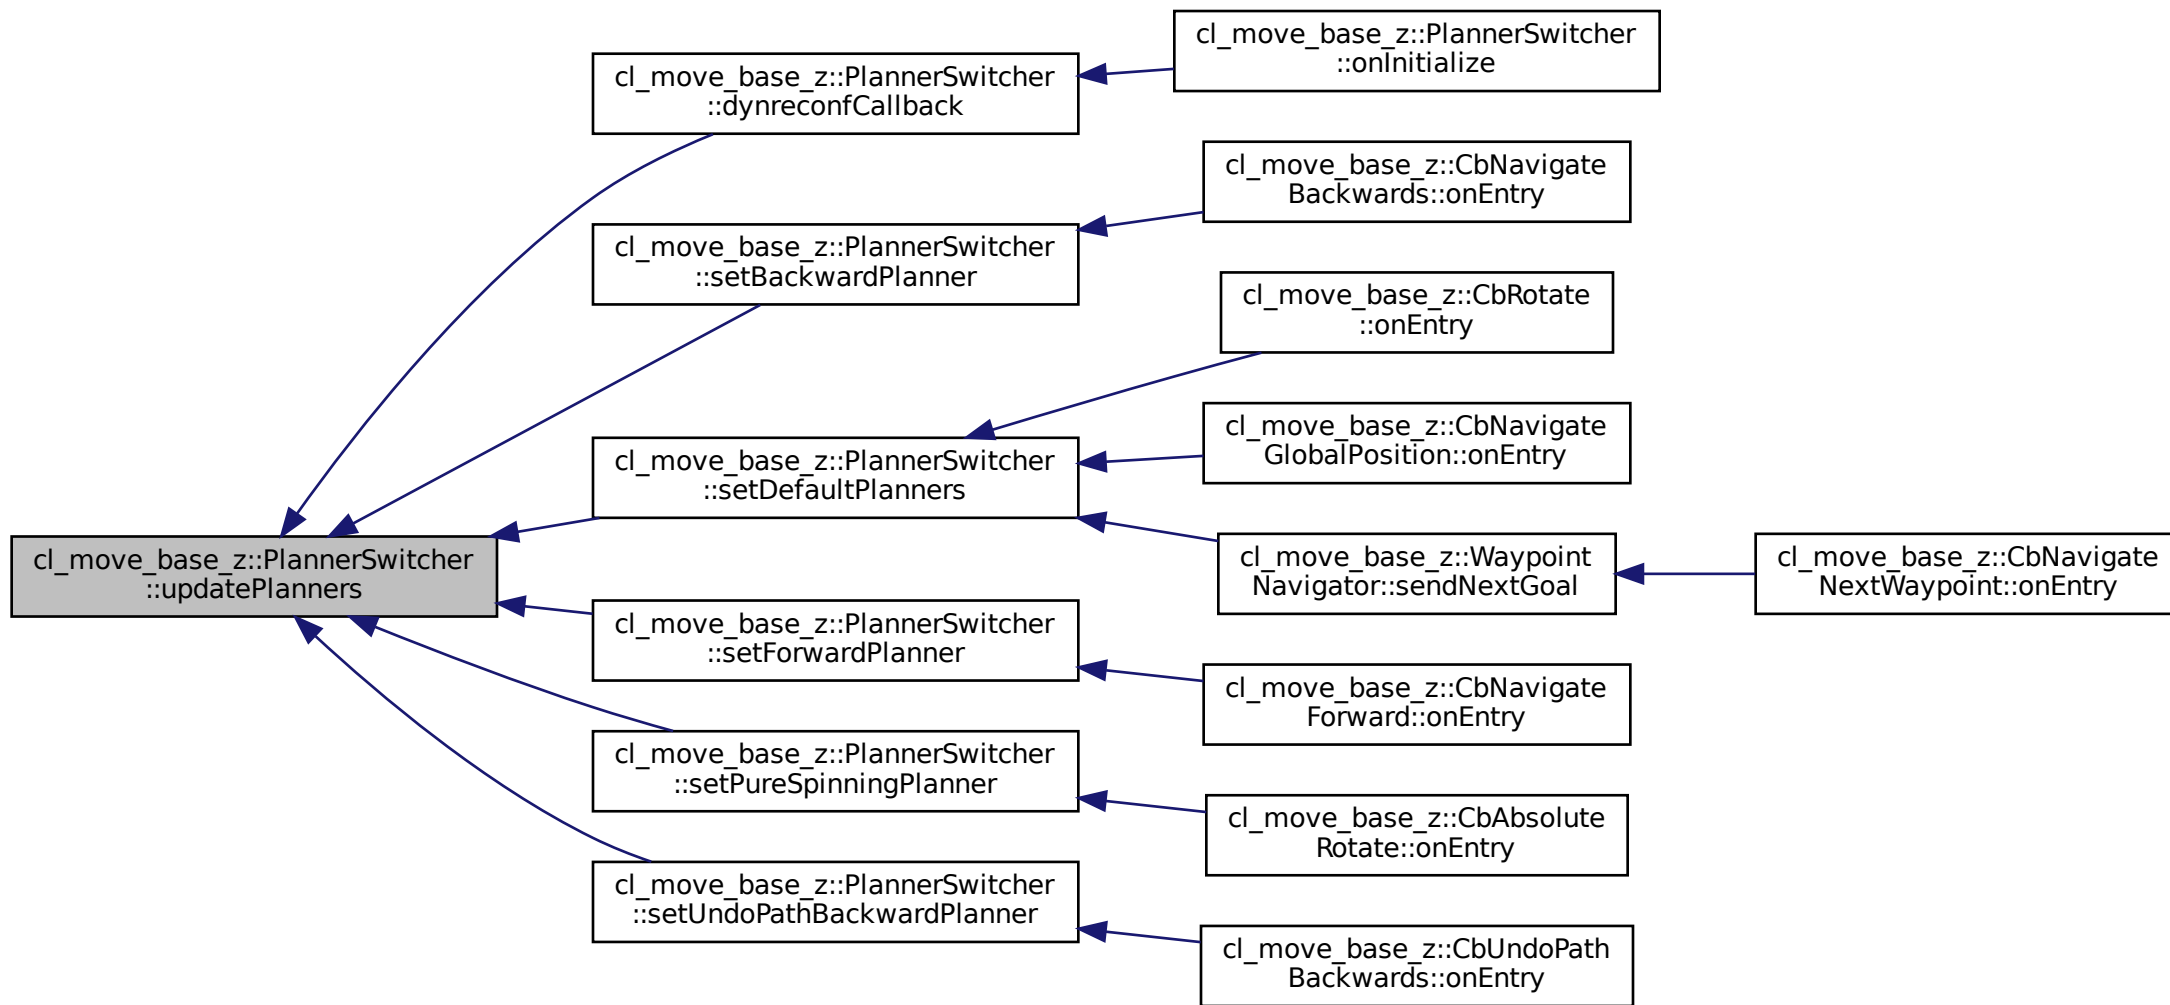 cl_move_base_z::PlannerSwitcher
::updatePlanners
cl_move_base_z::PlannerSwitcher
::dynreconfCallback
cl_move_base_z::PlannerSwitcher
::onInitialize
cl_move_base_z::PlannerSwitcher
::setBackwardPlanner
cl_move_base_z::CbNavigate
Backwards::onEntry
cl_move_base_z::PlannerSwitcher
::setDefaultPlanners
cl_move_base_z::CbRotate
::onEntry
cl_move_base_z::CbNavigate
GlobalPosition::onEntry
cl_move_base_z::Waypoint
Navigator::sendNextGoal
cl_move_base_z::CbNavigate
NextWaypoint::onEntry
cl_move_base_z::PlannerSwitcher
::setForwardPlanner
cl_move_base_z::CbNavigate
Forward::onEntry
cl_move_base_z::PlannerSwitcher
::setPureSpinningPlanner
cl_move_base_z::CbAbsolute
Rotate::onEntry
cl_move_base_z::PlannerSwitcher
::setUndoPathBackwardPlanner
cl_move_base_z::CbUndoPath
Backwards::onEntry